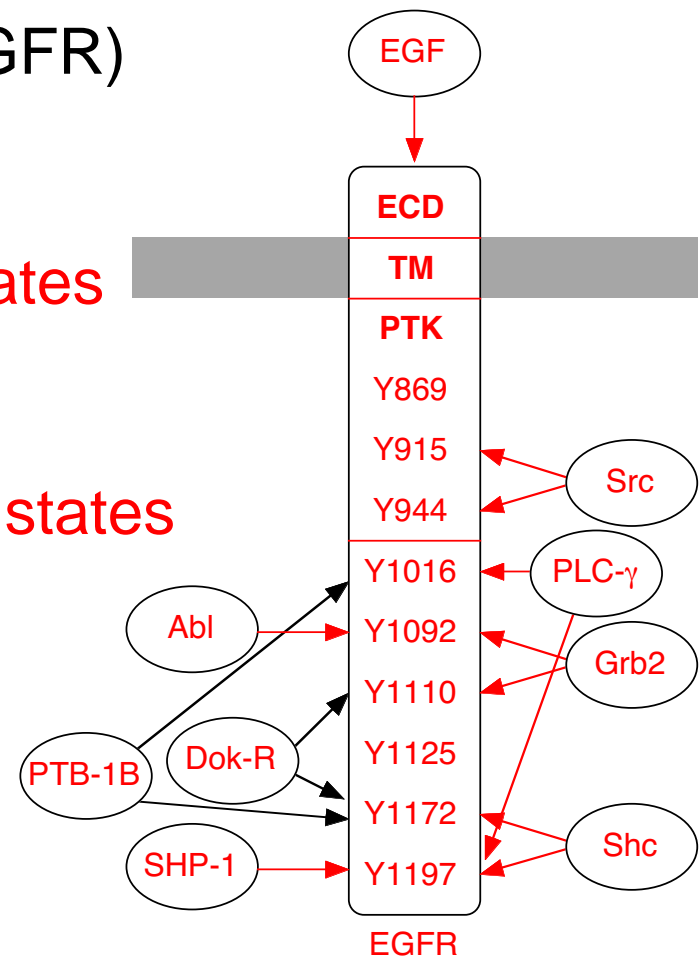 GFR)
EGF
ECD
ates
TM
PTK
Y869
Y915
Src
Y944
states
Y1016
PLC-γ
Abl
Y1092
Grb2
Y1110
Dok-R
Y1125
PTB-1B
Y1172
Shc
SHP-1
Y1197
EGFR